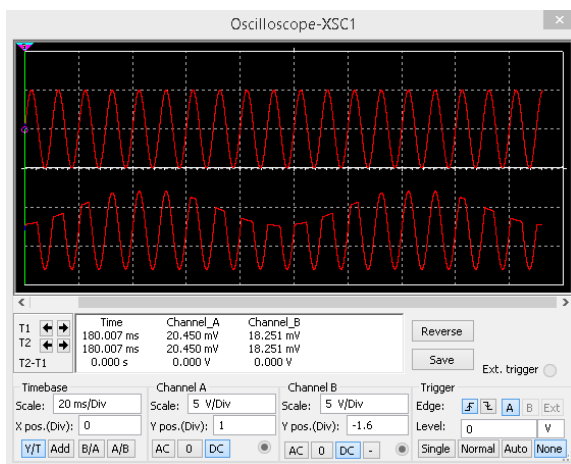 Oscilloscope-XSC1
T1
T2
T2-T1
Time Channel_A Channel_B
180.007 ms 20.450 mV 18.251 mV
180.007 ms 20.450 mV 18.251 mV
0.000 s 0.000 V 0.000 V
Reverse
Save
Ext. trigger
Timebase
Scale: 20 ms/Div
X pos.(Div): 0
Y/T Add B/A A/B
Channel A
Scale: 5 V/Div
Y pos.(Div): 1
AC 0 DC
Channel B
Scale: 5 V/Div
Y pos.(Div): -1.6
AC 0 DC -
Trigger
Edge: A B Ext
Level: 0 V
Single Normal Auto None